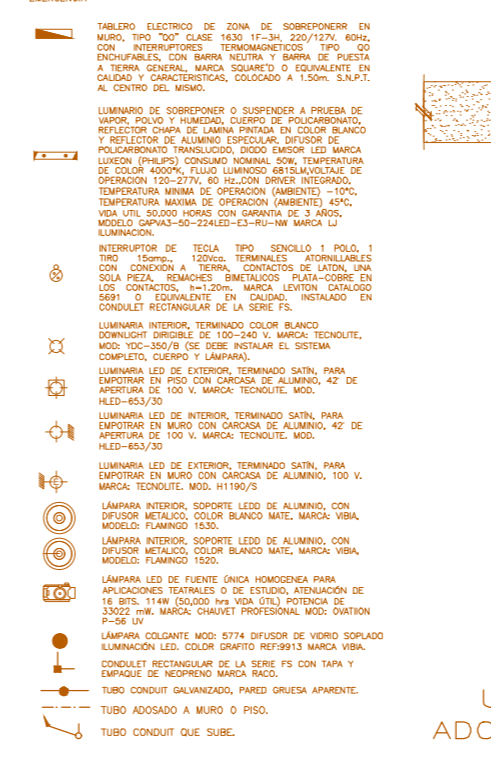 EMERGENCIA
TABLERO ELECTRICO DE ZONA DE SOBREPONERR EN
MURO, TIPO "QO" CLASE 1630 1F-3H, 220/127V. 60Hz,
CON INTERRUPTORES TERMOMAGNETICOS TIPO QO
ENCHUFABLES, CON BARRA NEUTRA Y BARRA DE PUESTA
A TIERRA GENERAL, MARCA SQUARE'D O EQUIVALENTE EN
CALIDAD Y CARACTERISTICAS, COLOCADO A 1.50m. S.N.P.T.
AL CENTRO DEL MISMO.
LUMINARIO DE SOBREPONER O SUSPENDER A PRUEBA DE
VAPOR, POLVO Y HUMEDAD, CUERPO DE POLICARBONATO,
REFLECTOR CHAPA DE LAMINA PINTADA EN COLOR BLANCO
Y REFLECTOR DE ALUMINIO ESPECULAR. DIFUSOR DE
POLICARBONATO TRANSLUCIDO, DIODO EMISOR LED MARCA
LUXEON (PHILIPS) CONSUMO NOMINAL 50W, TEMPERATURA
DE COLOR 4000°K, FLUJO LUMINOSO 6815LM,VOLTAJE DE
OPERACION 120-277V, 60 Hz.,CON DRIVER INTEGRADO,
TEMPERATURA MINIMA DE OPERACION (AMBIENTE) -10°C,
TEMPERATURA MAXIMA DE OPERACION (AMBIENTE) 45°C,
VIDA UTIL 50,000 HORAS CON GARANTIA DE 3 AÑOS,
MODELO GAPVA3-50-224LED-E3-RU-NW MARCA LJ
ILUMINACION.
INTERRUPTOR DE TECLA TIPO SENCILLO 1 POLO, 1
TIRO 15amp., 120Vca. TERMINALES ATORNILLABLES
CON CONEXION A TIERRA, CONTACTOS DE LATON, UNA
SOLA PIEZA, REMACHES BIMETALICOS PLATA-COBRE EN
LOS CONTACTOS, h=1.20m. MARCA LEVITON CATALOGO
5691 O EQUIVALENTE EN CALIDAD. INSTALADO EN
CONDULET RECTANGULAR DE LA SERIE FS.
LUMINARIA INTERIOR, TERMINADO COLOR BLANCO
DOWNLIGHT DIRIGIBLE DE 100-240 V. MARCA: TECNOLITE,
MOD: YDC-350/B (SE DEBE INSTALAR EL SISTEMA
COMPLETO, CUERPO Y LÁMPARA).
LUMINARIA LED DE EXTERIOR, TERMINADO SATÍN, PARA
EMPOTRAR EN PISO CON CARCASA DE ALUMINIO, 42' DE
APERTURA DE 100 V. MARCA: TECNOLITE. MOD.
HLED-653/30
LUMINARIA LED DE INTERIOR, TERMINADO SATÍN, PARA
EMPOTRAR EN MURO CON CARCASA DE ALUMINIO, 42' DE
APERTURA DE 100 V. MARCA: TECNOLITE. MOD.
HLED-653/30
LUMINARIA LED DE EXTERIOR, TERMINADO SATÍN, PARA
EMPOTRAR EN MURO CON CARCASA DE ALUMINIO, 100 V.
MARCA: TECNOLITE. MOD. H1190/S
LÁMPARA INTERIOR, SOPORTE LEDD DE ALUMINIO, CON
DIFUSOR METALICO, COLOR BLANCO MATE. MARCA: VIBIA,
MODELO: FLAMINGO 1530.
LÁMPARA INTERIOR, SOPORTE LEDD DE ALUMINIO, CON
DIFUSOR METALICO, COLOR BLANCO MATE, MARCA: VIBIA,
MODELO: FLAMINGO 1520.
LÁMPARA LED DE FUENTE ÚNICA HOMOGENEA PARA
APLICACIONES TEATRALES O DE ESTUDIO, ATENUACIÓN DE
16 BITS. 114W (50,000 hrs VIDA ÚTIL) POTENCIA DE
33022 mW. MARCA: CHAUVET PROFESIONAL MOD: OVATIION
P-56 UV
LÁMPARA COLGANTE MOD: 5774 DIFUSOR DE VIDRIO SOPLADO
ILUMINACIÓN LED. COLOR GRAFITO REF:9913 MARCA VIBIA.
CONDULET RECTANGULAR DE LA SERIE FS CON TAPA Y
EMPAQUE DE NEOPRENO MARCA RACO.
TUBO CONDUIT GALVANIZADO, PARED GRUESA APARENTE.
TUBO ADOSADO A MURO O PISO.
TUBO CONDUIT QUE SUBE.